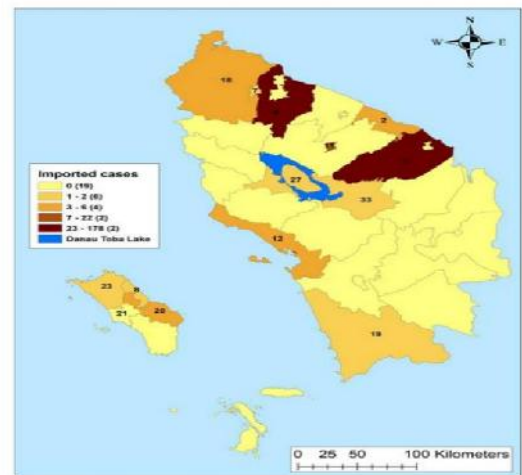 N
W E
S
18
2
27
33
12
23
8
20
21
19
Imported cases
0 (19)
1 - 2 (6)
3 - 6 (4)
7 - 22 (2)
23 - 178 (2)
Danau Toba Lake
0 25 50 100 Kilometers